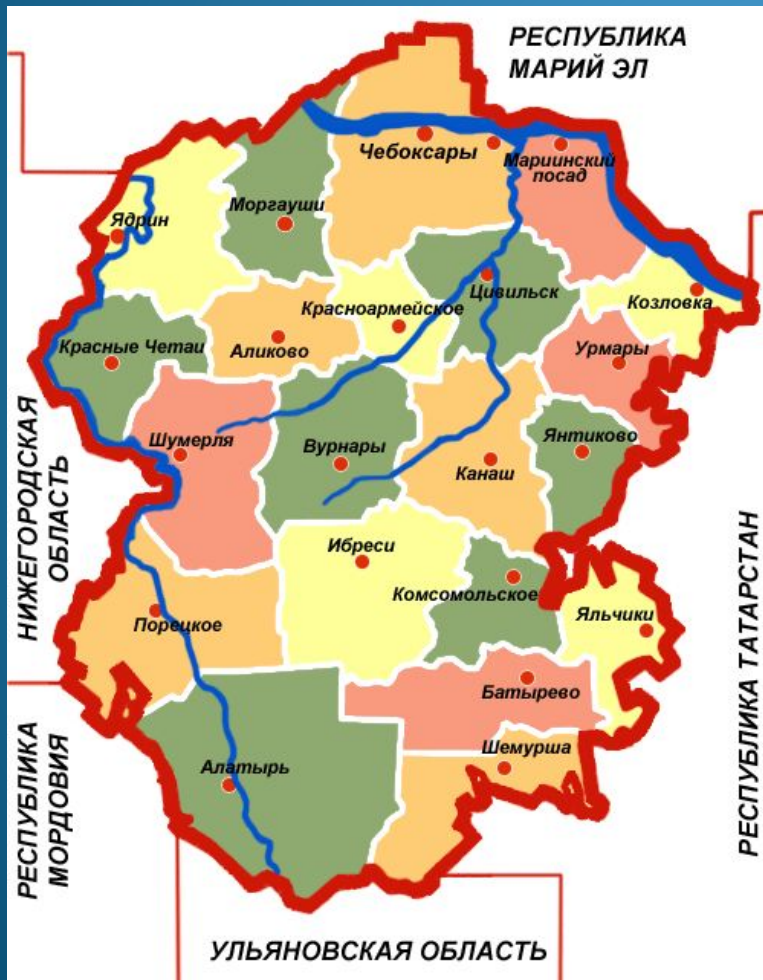 РЕСПУБЛИКА
МАРИЙ ЭЛ
Чебоксары
Мариинский
посад
Ядрин
Моргауши
Цивильск
Козловка
Красноармейское
Красные Четаи
Аликово
Урмары
НИЖЕГОРОДСКАЯ
ОБЛАСТЬ
Шумерля
Вурнары
Канаш
Янтиково
Ибреси
Комсомольское
Порецкое
Яльчики
РЕСПУБЛИКА ТАТАРСТАН
Батырево
Шемурша
РЕСПУБЛИКА
МОРДОВИЯ
Алатырь
УЛЬЯНОВСКАЯ ОБЛАСТЬ